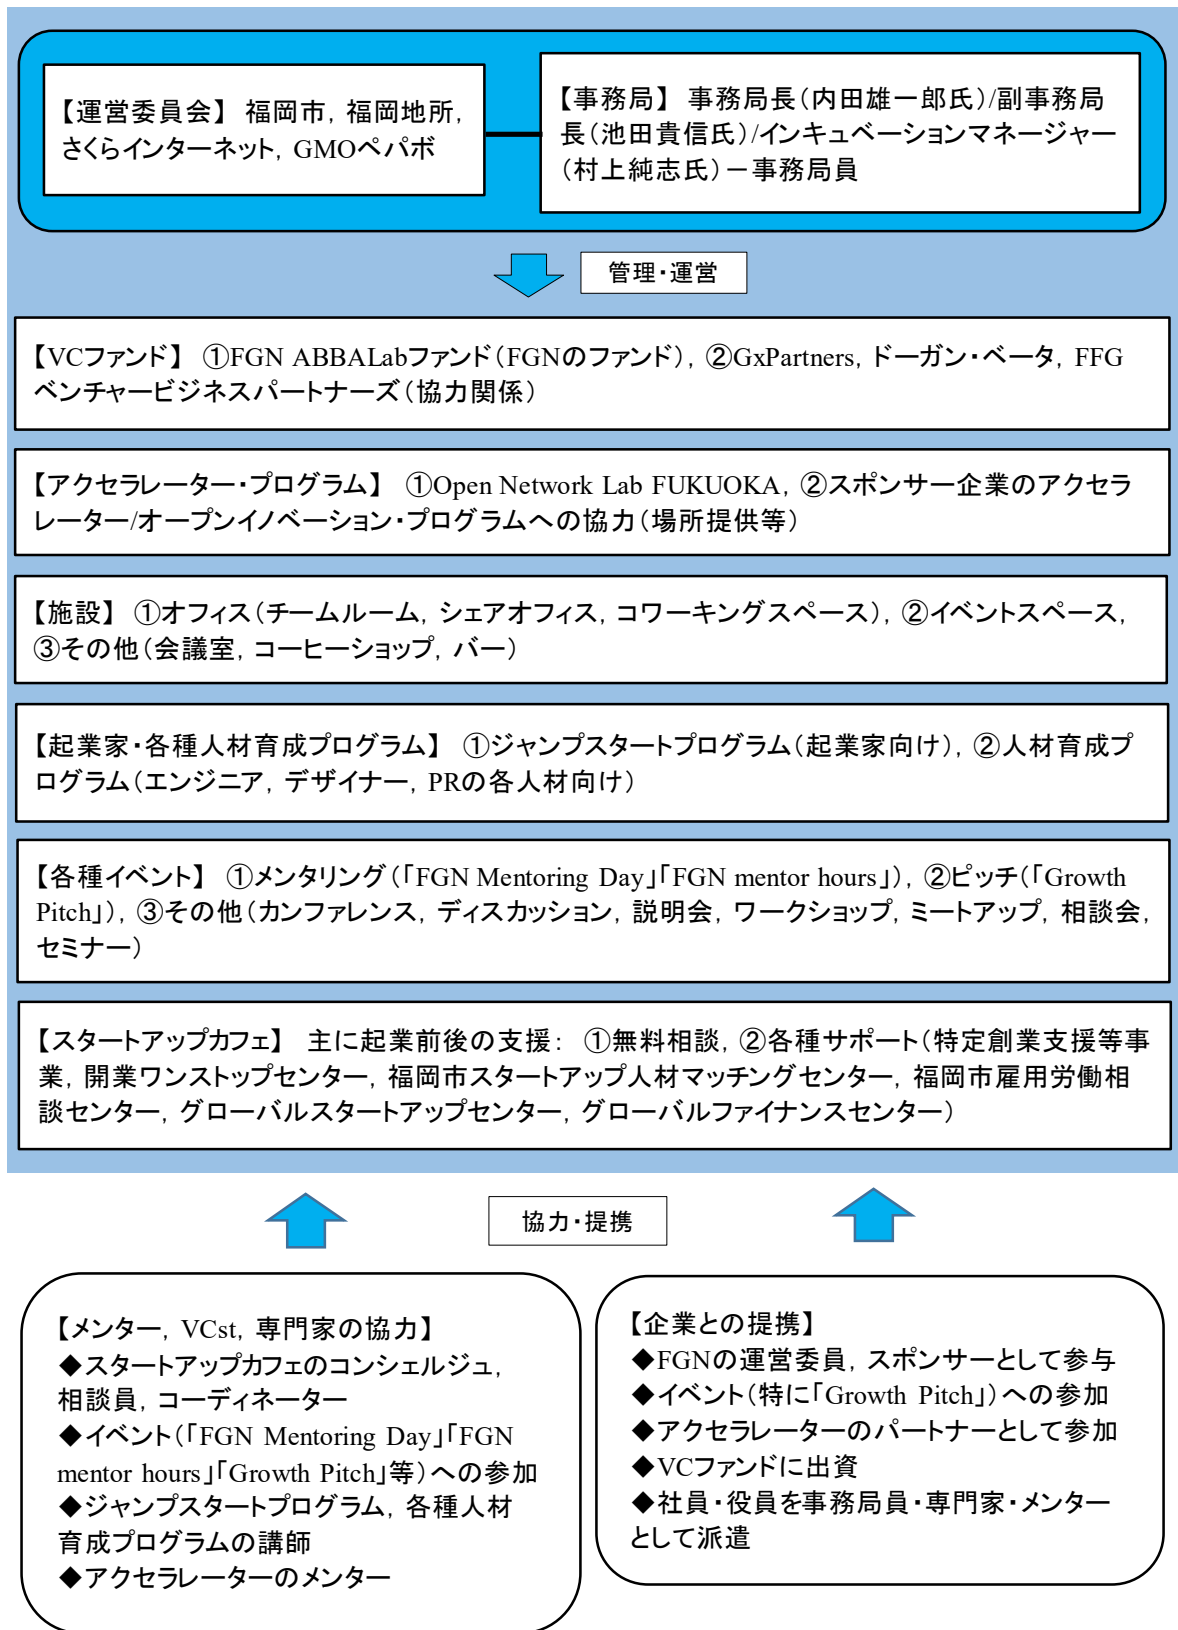 【運営委員会】 福岡市，福岡地所，
さくらインターネット，GMOペパボ
【事務局】 事務局長（内田雄一郎氏）/副事務局
長（池田貴信氏）/インキュベーションマネージャー
（村上純志氏）－事務局員
管理・運営
【VCファンド】 ①FGN ABBALabファンド（FGNのファンド），②GxPartners，ドーガン・ベータ，FFG
ベンチャービジネスパートナーズ（協力関係）
【アクセラレーター・プログラム】 ①Open Network Lab FUKUOKA，②スポンサー企業のアクセラ
レーター/オープンイノベーション・プログラムへの協力（場所提供等）
【施設】 ①オフィス（チームルーム，シェアオフィス，コワーキングスペース），②イベントスペース，
③その他（会議室，コーヒーショップ，バー）
【起業家・各種人材育成プログラム】 ①ジャンプスタートプログラム（起業家向け），②人材育成プ
ログラム（エンジニア，デザイナー，PRの各人材向け）
【各種イベント】 ①メンタリング（「FGN Mentoring Day」「FGN mentor hours」），②ピッチ（「Growth
Pitch」），③その他（カンファレンス，ディスカッション，説明会，ワークショップ，ミートアップ，相談会，
セミナー）
【スタートアップカフェ】 主に起業前後の支援： ①無料相談，②各種サポート（特定創業支援等事
業，開業ワンストップセンター，福岡市スタートアップ人材マッチングセンター，福岡市雇用労働相
談センター，グローバルスタートアップセンター，グローバルファイナンスセンター）
協力・提携
【メンター，VCst，専門家の協力】
◆スタートアップカフェのコンシェルジュ，
相談員，コーディネーター
◆イベント（「FGN Mentoring Day」「FGN
mentor hours」「Growth Pitch」等）への参加
◆ジャンプスタートプログラム，各種人材
育成プログラムの講師
◆アクセラレーターのメンター
【企業との提携】
◆FGNの運営委員，スポンサーとして参与
◆イベント（特に「Growth Pitch」）への参加
◆アクセラレーターのパートナーとして参加
◆VCファンドに出資
◆社員・役員を事務局員・専門家・メンター
として派遣